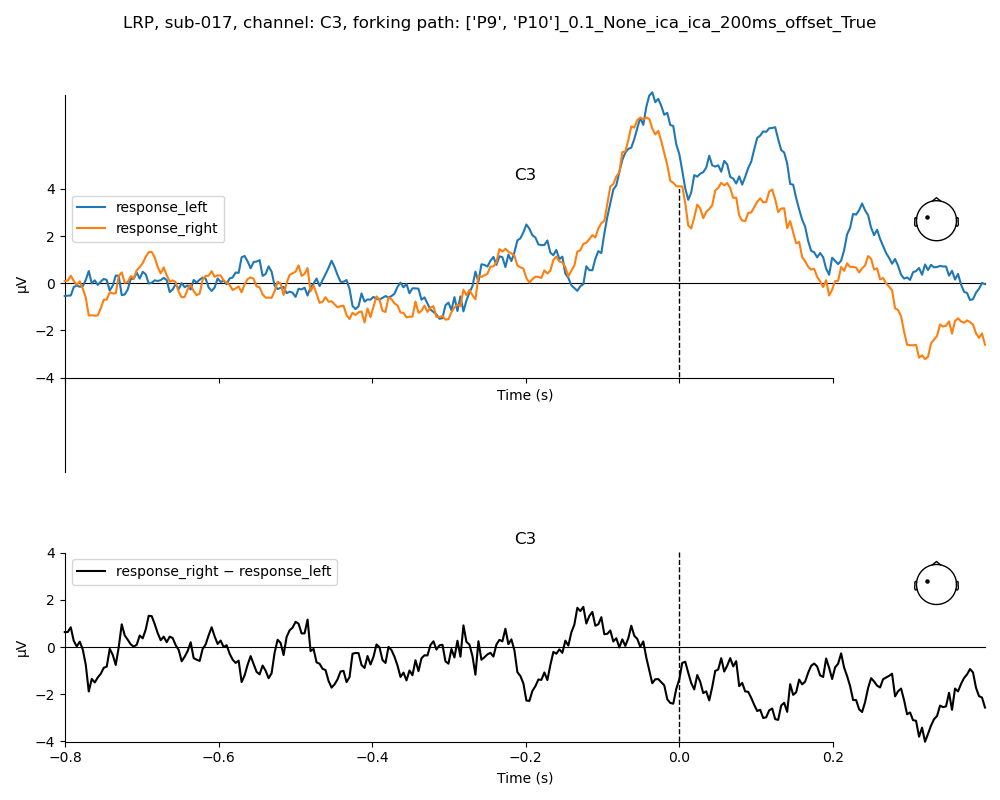 LRP, sub-017, channel: C3, forking path: ['P9', 'P10']_0.1_None_ica_ica_200ms_offset_True
C3
4
2
0
−2
−4
µV
response_left
response_right
Time (s)
C3
4
2
0
−2
−4
µV
response_right − response_left
−0.8
−0.6
−0.4
−0.2
0.0
0.2
Time (s)